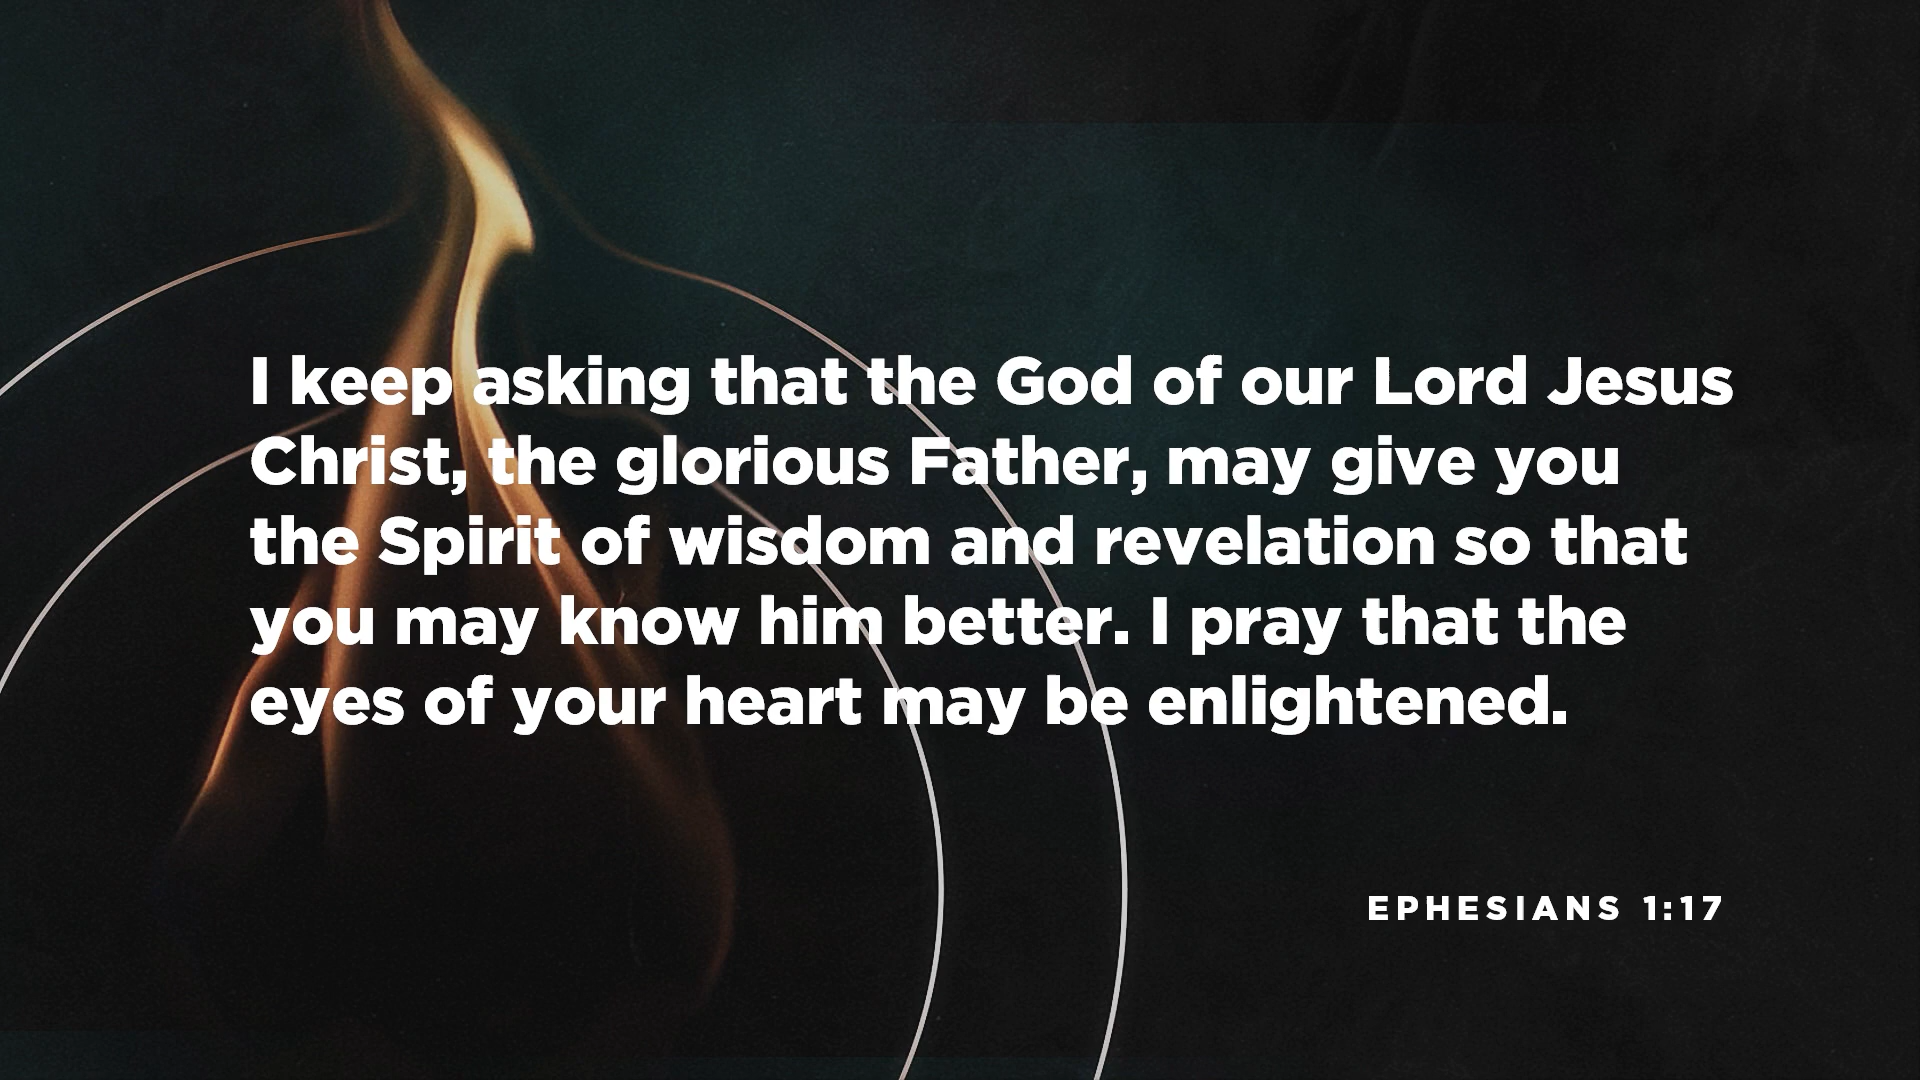 I keep asking that the God of our Lord Jesus
Christ, the glorious Father, may give you
the Spirit of wisdom and revelation so that
you may know him better. I pray that the
eyes of your heart may be enlightened.
EPHESIANS 1:17